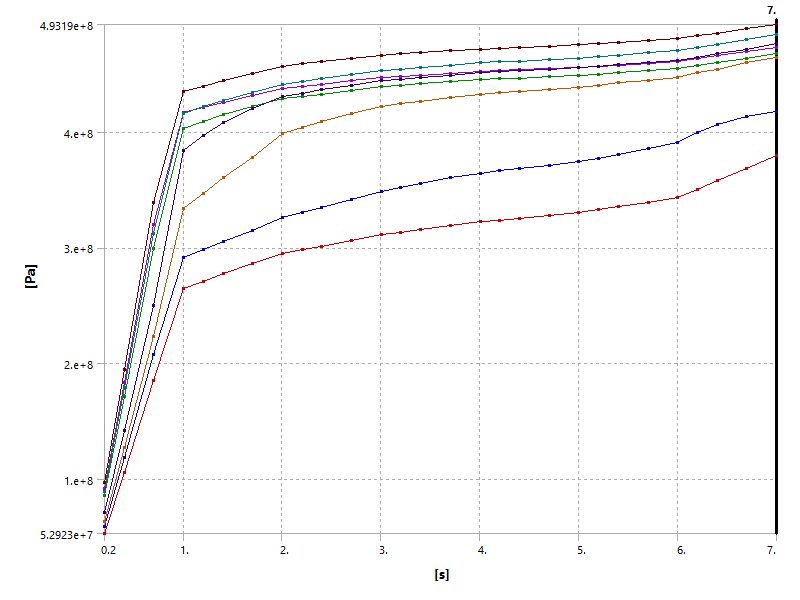 7.
4.9319e+8
4.e+8
3.e+8
[Pa]
2.e+8
1.e+8
5.2923e+7
0.2 1. 2. 3. 4. 5. 6. 7.
[s]